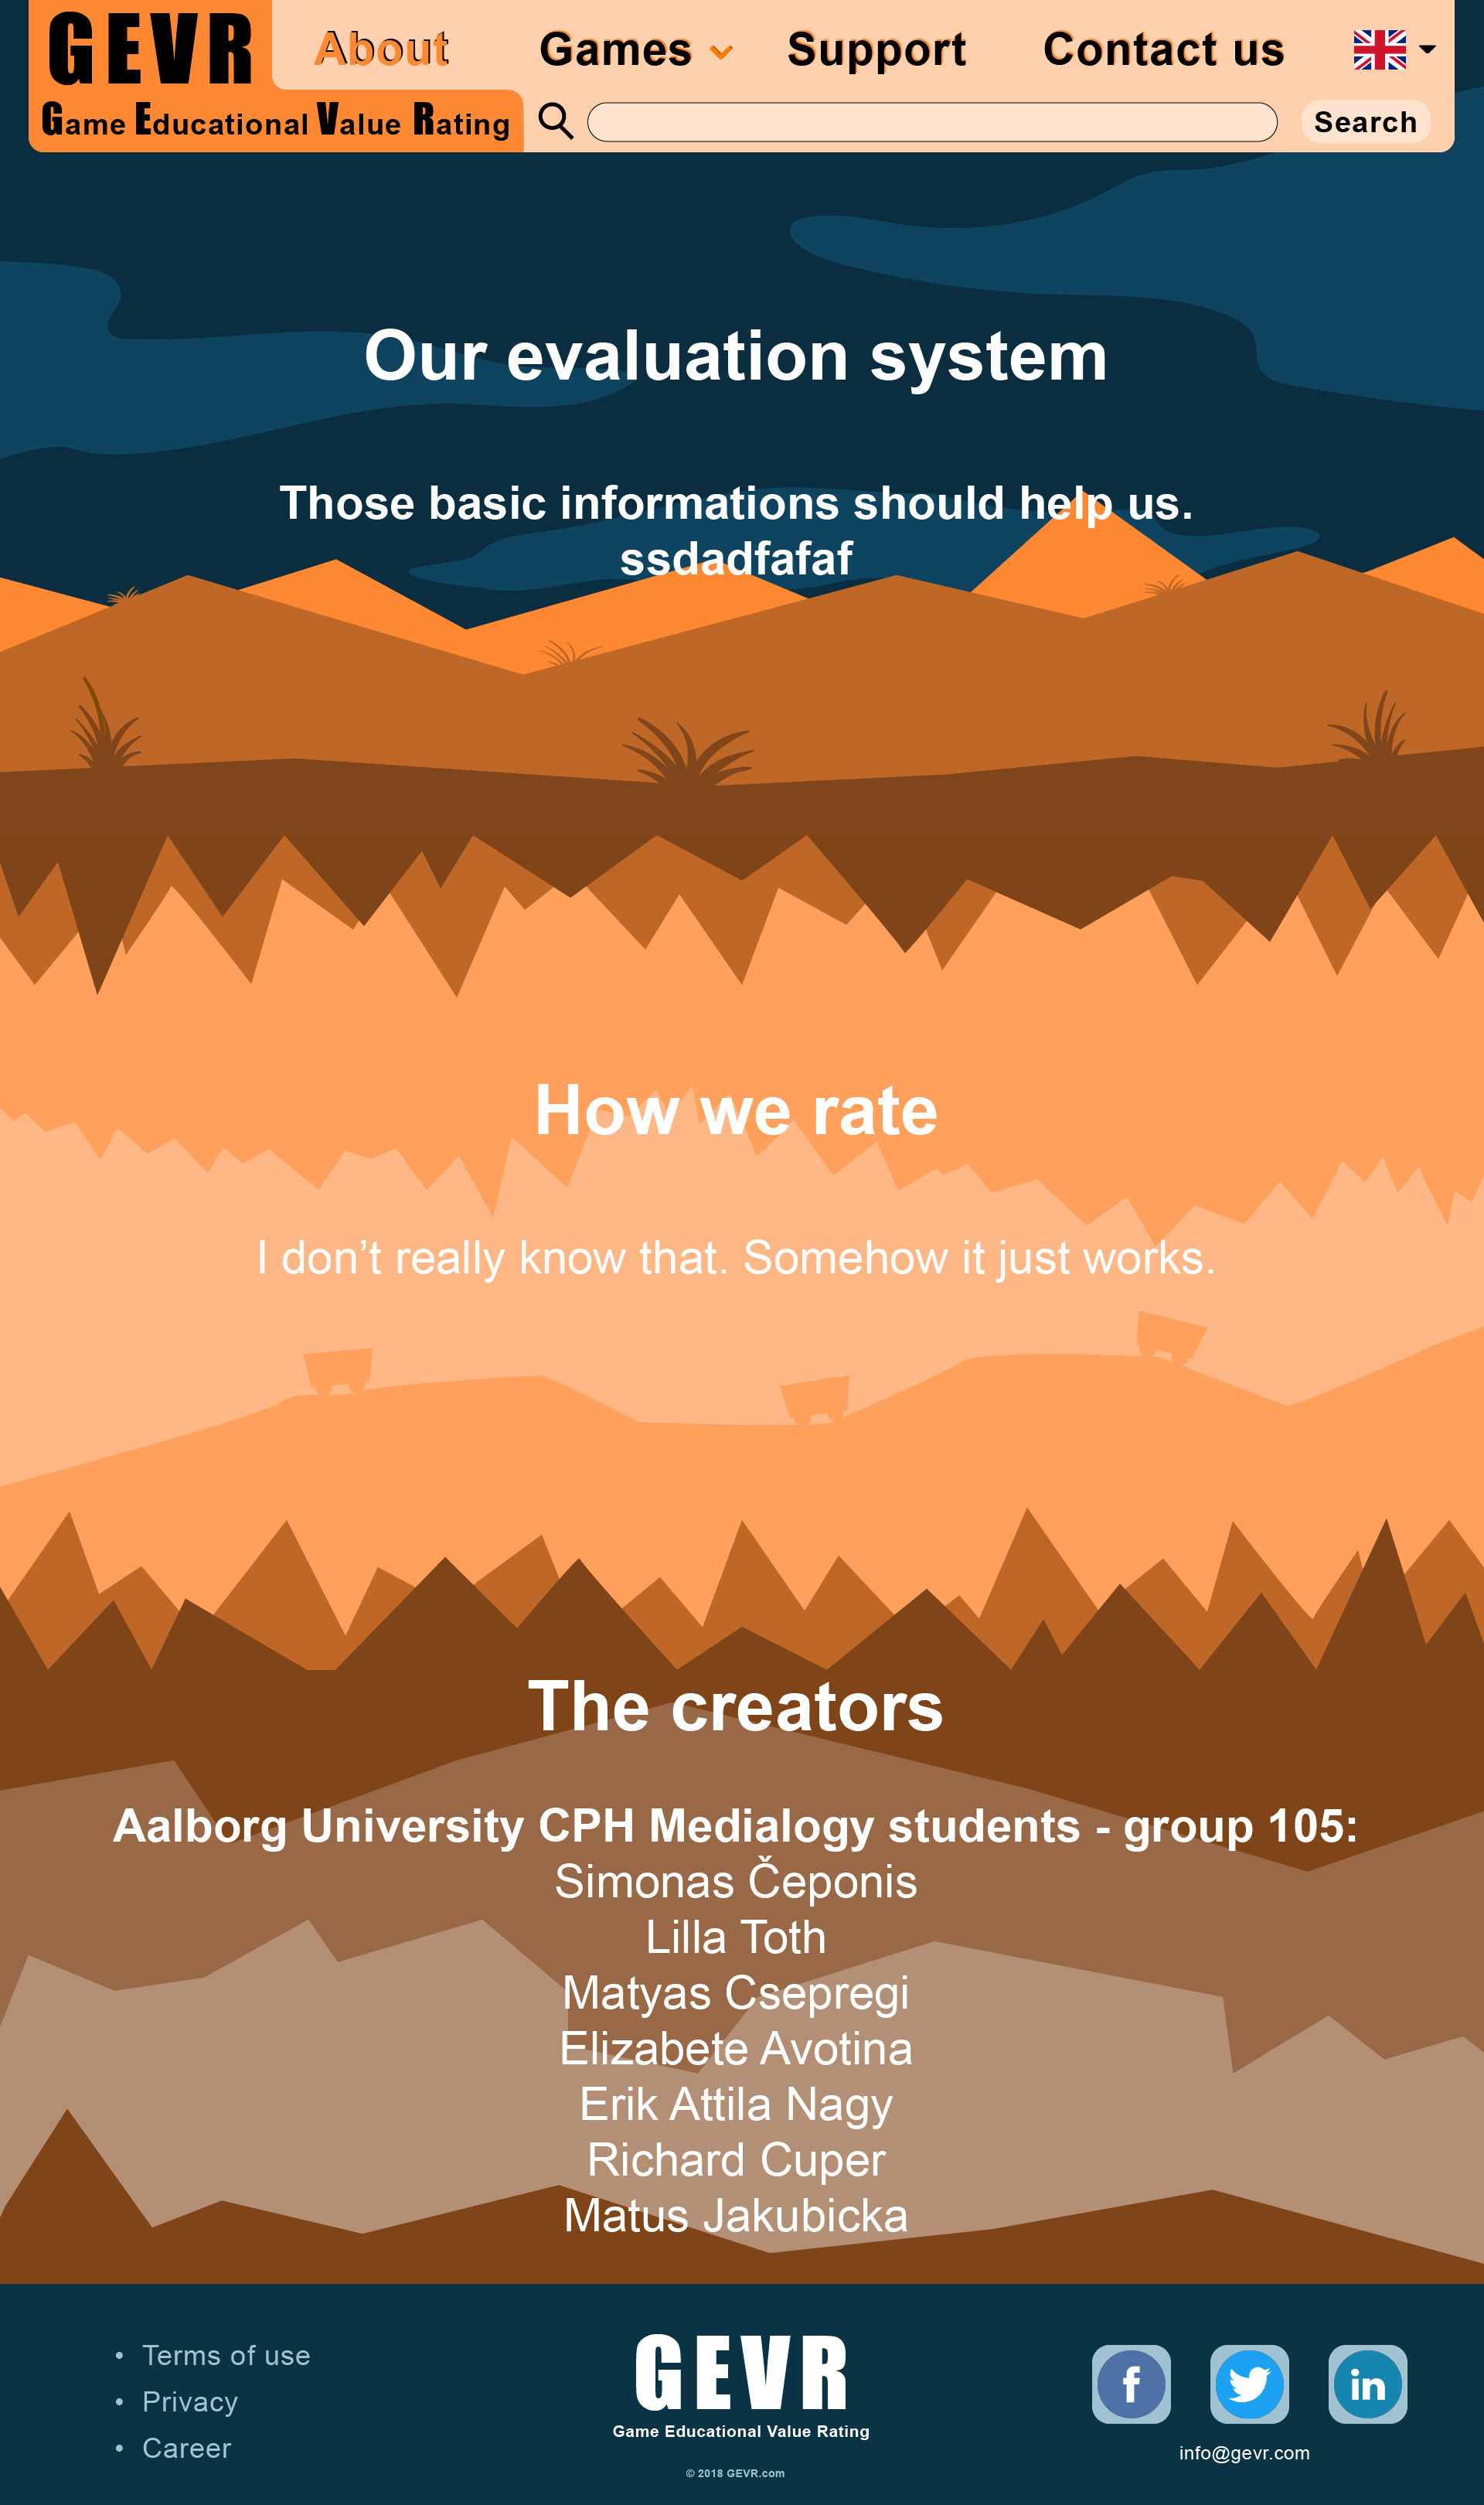 GEVR
About Games Support Contact us
Game Educational Value Rating
Search
Our evaluation system
Those basic informations should help us.
ssdadfafaf
How we rate
I don’t really know that. Somehow it just works.
The creators
Aalborg University CPH Medialogy students - group 105:
Simonas Čeponis
Lilla Toth
Matyas Csepregi
Elizabete Avotina
Erik Attila Nagy
Richard Cuper
Matus Jakubicka
• Terms of use
• Privacy
• Career
GEVR
Game Educational Value Rating
© 2018 GEVR.com
f
in
info@gevr.com